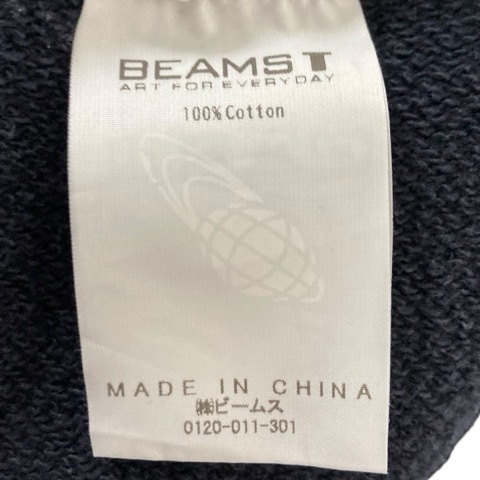 BEAMS T
ART FOR EVERYDAY
100% Cotton
MADE IN CHINA
㈱ビームス
0120-011-301